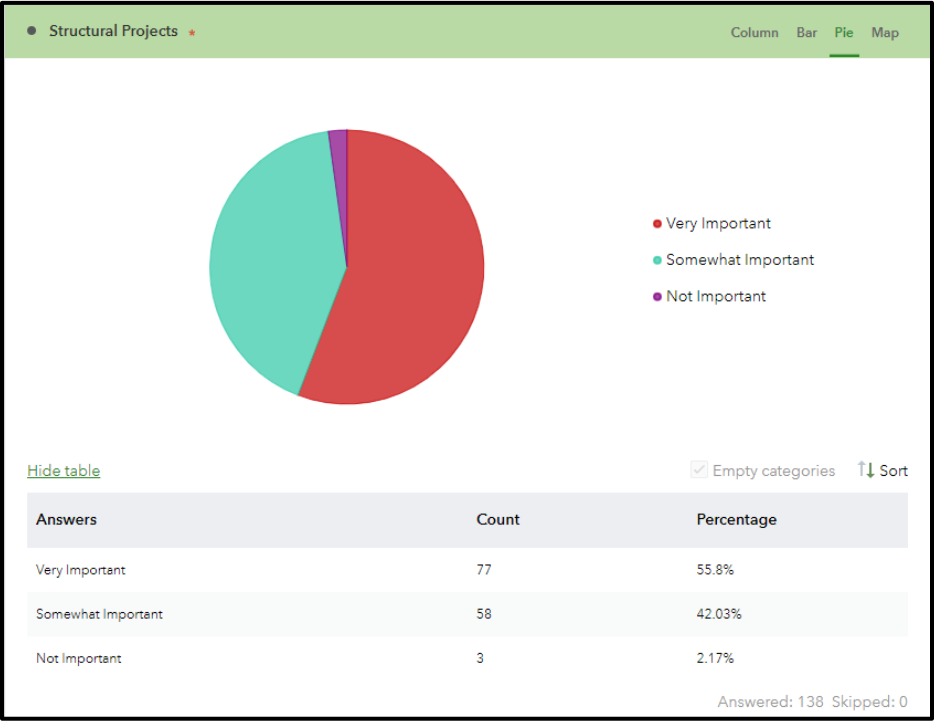 Structural Projects *
Column Bar Pie Map
Very Important
Somewhat Important
Not Important
Hide table
Empty categories
Sort
Answers Count Percentage
Very Important 77 55.8%
Somewhat Important 58 42.03%
Not Important 3 2.17%
Answered: 138 Skipped: 0